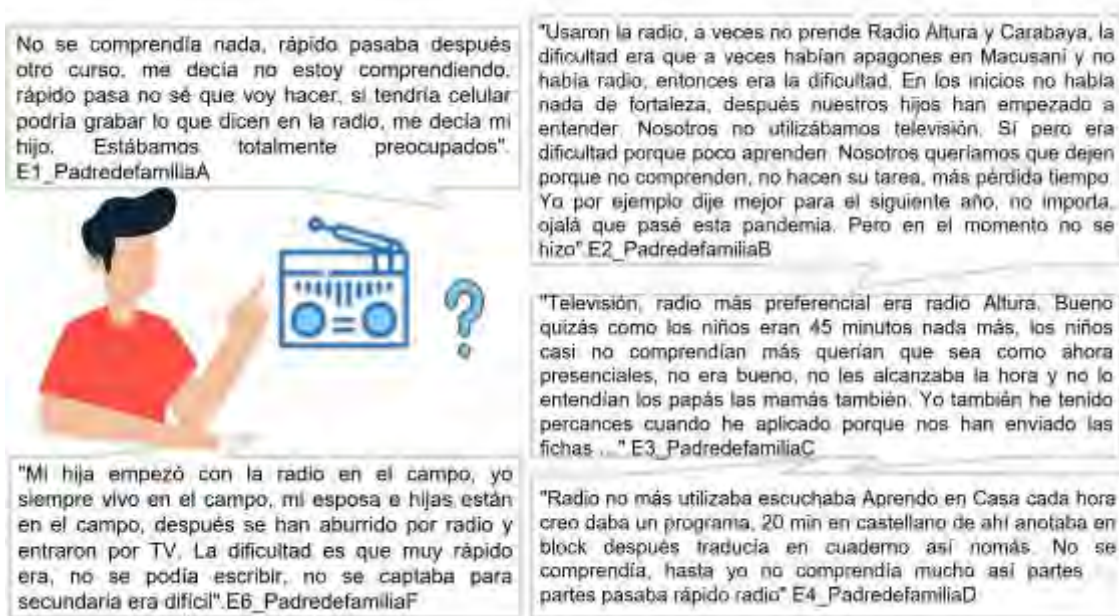 No se comprendía nada, rápido pasaba después
otro curso, me decía no estoy comprendiendo,
rápido pasa no sé que voy hacer, si tendría celular
podría grabar lo que dicen en la radio, me decía mi
hijo. Estábamos totalmente preocupados".
E1_PadredefamiliaA
"Mi hija empezó con la radio en el campo, yo
siempre vivo en el campo, mi esposa e hijas están
en el campo, después se han aburrido por radio y
entraron por TV. La dificultad es que muy rápido
era, no se podía escribir, no se captaba para
secundaria era difícil".E6_PadredefamiliaF
"Usaron la radio, a veces no prende Radio Altura y Carabaya, la
dificultad era que a veces habían apagones en Macusani y no
había radio, entonces era la dificultad. En los inicios no había
nada de fortaleza, después nuestros hijos han empezado a
entender. Nosotros no utilizábamos televisión. Sí pero era
dificultad porque poco aprenden. Nosotros queríamos que dejen
porque no comprenden, no hacen su tarea, más pérdida tiempo.
Yo por ejemplo dije mejor para el siguiente año, no importa,
ojalá que pasé esta pandemia. Pero en el momento no se
hizo".E2_PadredefamiliaB
"Televisión, radio más preferencial era radio Altura. Bueno
quizás como los niños eran 45 minutos nada más, los niños
casi no comprendían más querían que sea como ahora
presenciales, no era bueno, no les alcanzaba la hora y no lo
entendían los papás las mamás también. Yo también he tenido
percances cuando he aplicado porque nos han enviado las
fichas ..." E3_PadredefamiliaC
"Radio no más utilizaba escuchaba Aprendo en Casa cada hora
creo daba un programa, 20 min en castellano de ahí anotaba en
block después traducía en cuaderno así nomás. No se
comprendía, hasta yo no comprendía mucho así partes
partes pasaba rápido radio" E4_PadredefamiliaD